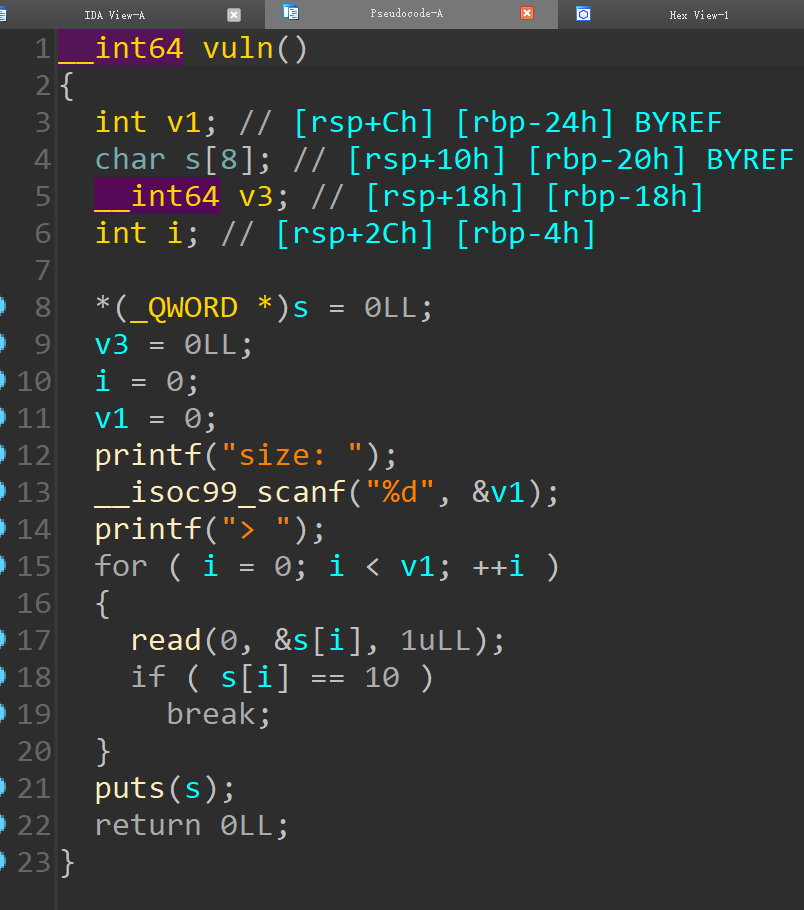 IDA View-A Pseudocode-A Hex View-1
1 __int64 vuln()
2 {
3 int v1; // [rsp+Ch] [rbp-24h] BYREF
4 char s[8]; // [rsp+10h] [rbp-20h] BYREF
5 __int64 v3; // [rsp+18h] [rbp-18h]
6 int i; // [rsp+2Ch] [rbp-4h]
7
8 *(_QWORD *)s = 0LL;
9 v3 = 0LL;
10 i = 0;
11 v1 = 0;
12 printf("size: ");
13 __isoc99_scanf("%d", &v1);
14 printf("> ");
15 for ( i = 0; i < v1; ++i )
16 {
17 read(0, &s[i], 1uLL);
18 if ( s[i] == 10 )
19 break;
20 }
21 puts(s);
22 return 0LL;
23 }